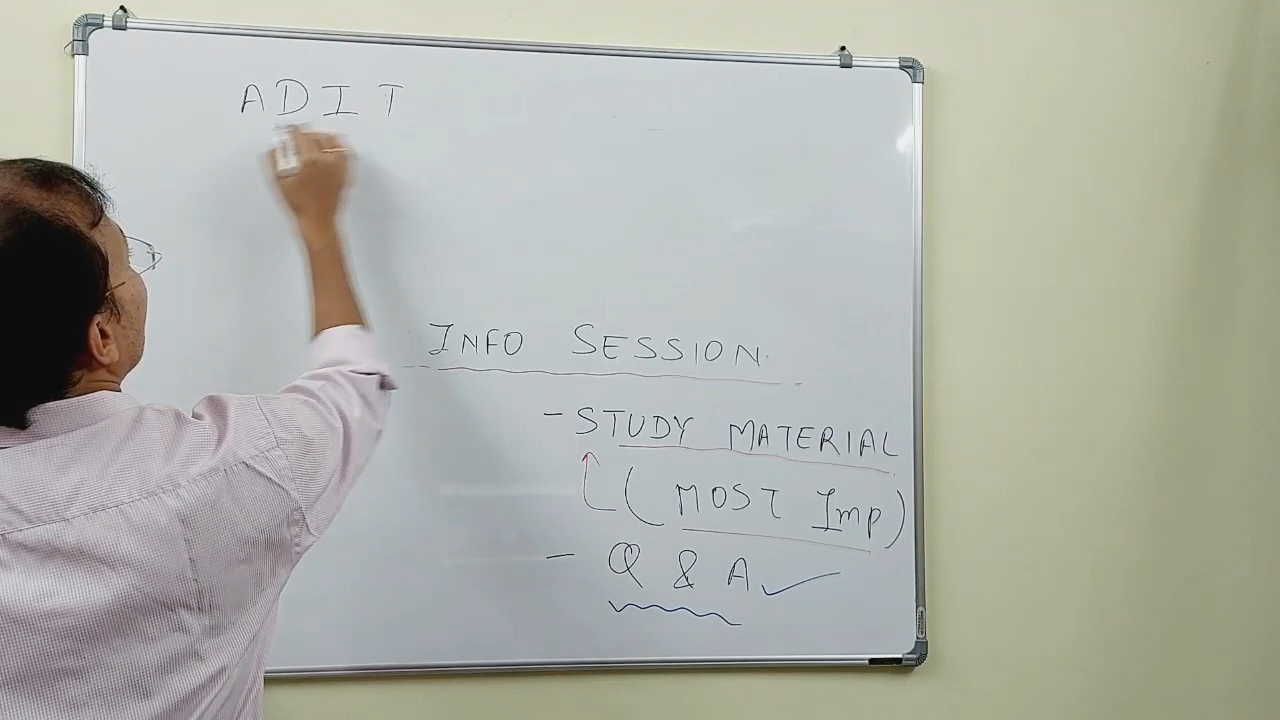 ADIT
INFO SESSION.
- STUDY MATERIAL
(MOST Imp)
- Q & A ✓